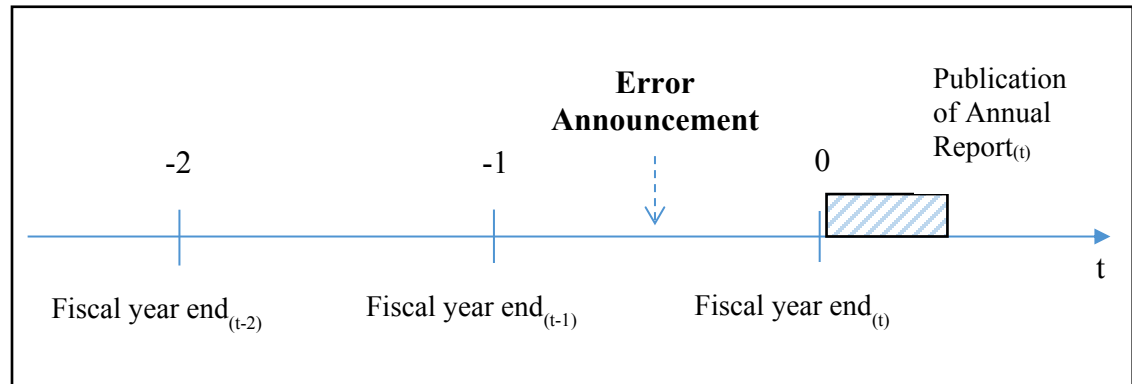 Error
Announcement
Publication
of Annual
Report(t)
-2
-1
0
t
Fiscal year end(t-2)
Fiscal year end(t-1)
Fiscal year end(t)